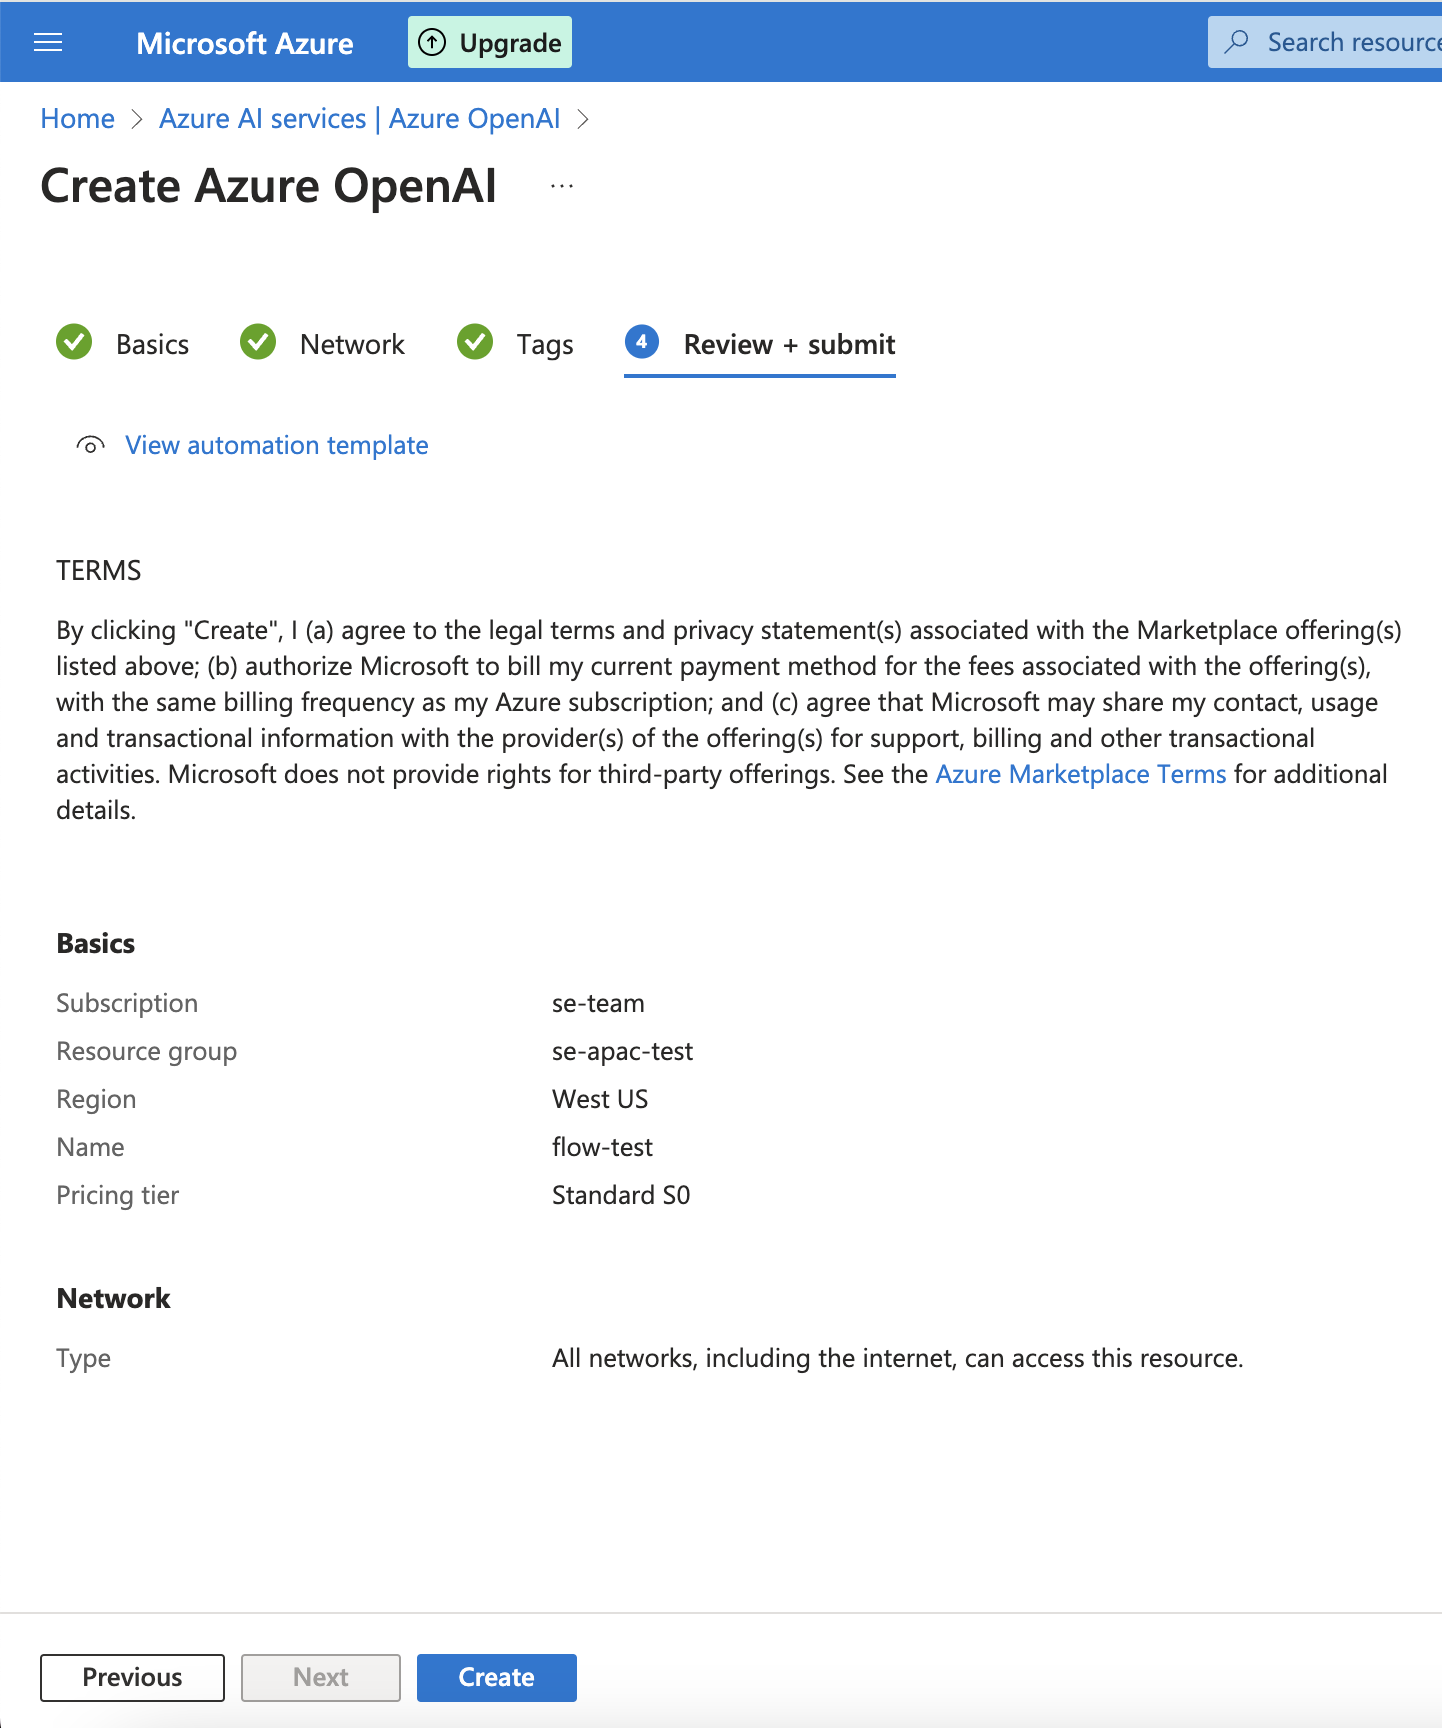 Microsoft Azure
Upgrade
Search resource
Home > Azure AI services | Azure OpenAI >
Create Azure OpenAI ...
Basics
Network
Tags
4 Review + submit
View automation template
TERMS
By clicking "Create", I (a) agree to the legal terms and privacy statement(s) associated with the Marketplace offering(s)
listed above; (b) authorize Microsoft to bill my current payment method for the fees associated with the offering(s),
with the same billing frequency as my Azure subscription; and (c) agree that Microsoft may share my contact, usage
and transactional information with the provider(s) of the offering(s) for support, billing and other transactional
activities. Microsoft does not provide rights for third-party offerings. See the Azure Marketplace Terms for additional
details.
Basics
Subscription se-team
Resource group se-apac-test
Region West US
Name flow-test
Pricing tier Standard S0
Network
Type All networks, including the internet, can access this resource.
Previous
Next
Create